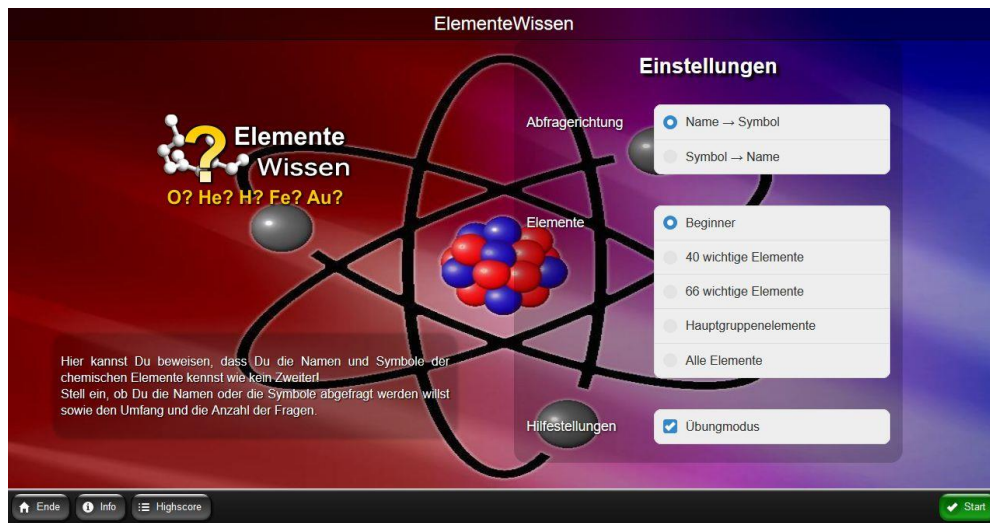 ElementeWissen
Einstellungen
Elemente
Wissen
O? He? H? Fe? Au?
Abfragerichtung
Name → Symbol
Symbol → Name
Elemente
Beginner
40 wichtige Elemente
66 wichtige Elemente
Hauptgruppenelemente
Alle Elemente
Hier kannst Du beweisen, dass Du die Namen und Symbole der
chemischen Elemente kennst wie kein Zweiter!
Stell ein, ob Du die Namen oder die Symbole abgefragt werden willst
sowie den Umfang und die Anzahl der Fragen.
Hilfestellungen
Übungmodus
Ende
Info
Highscore
Start